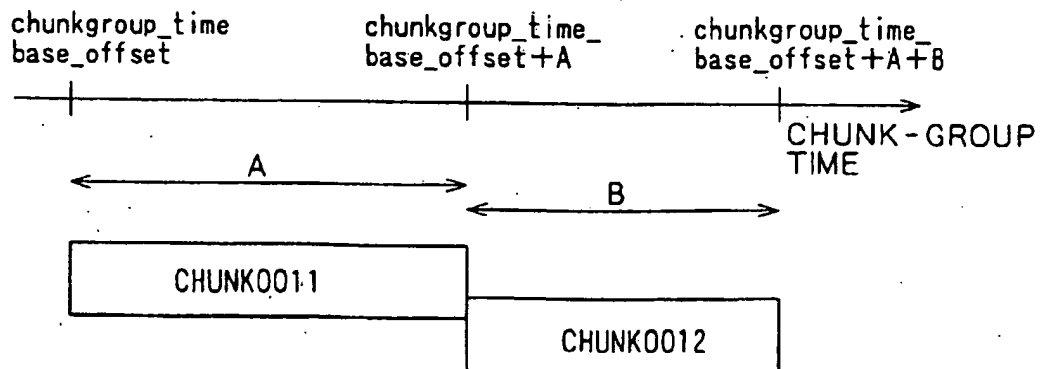 chunkgroup_time
base_offset
chunkgroup_time_
base_offset+A
chunkgroup_time_
base_offset+A+B
CHUNK-GROUP
TIME
A
B
CHUNK0011
CHUNK0012